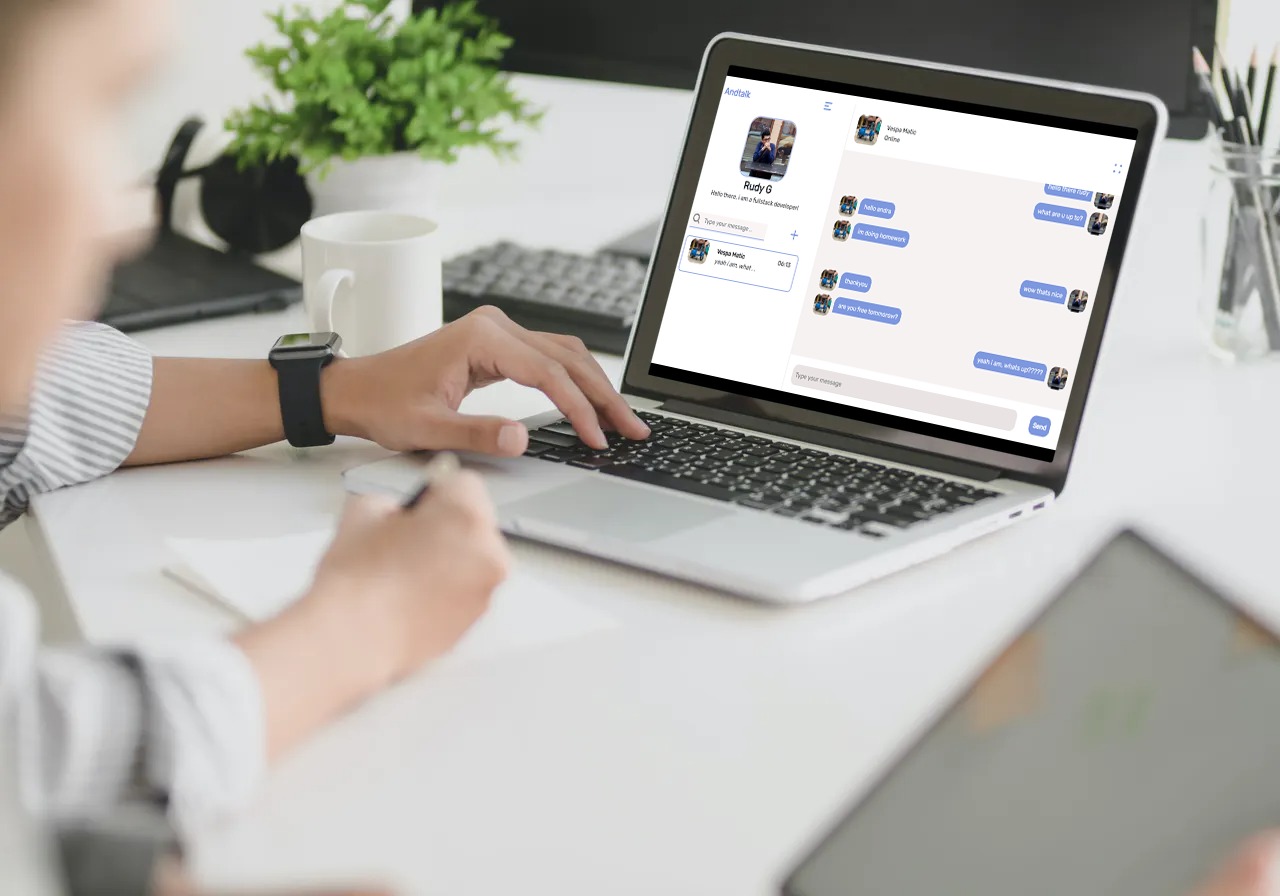 Andtalk
Rudy G
Hello there, i am a fullstack developer!
Type your message...
+
Vespa Matic
06:13
yeah i am, what ...
Vespa Matic
Online
hello there rudy
what are u up to?
hello andra
im doing homework
wow thats nice
thankyou
are you free tommorow?
yeah i am, whats up?????
Type your message
Send